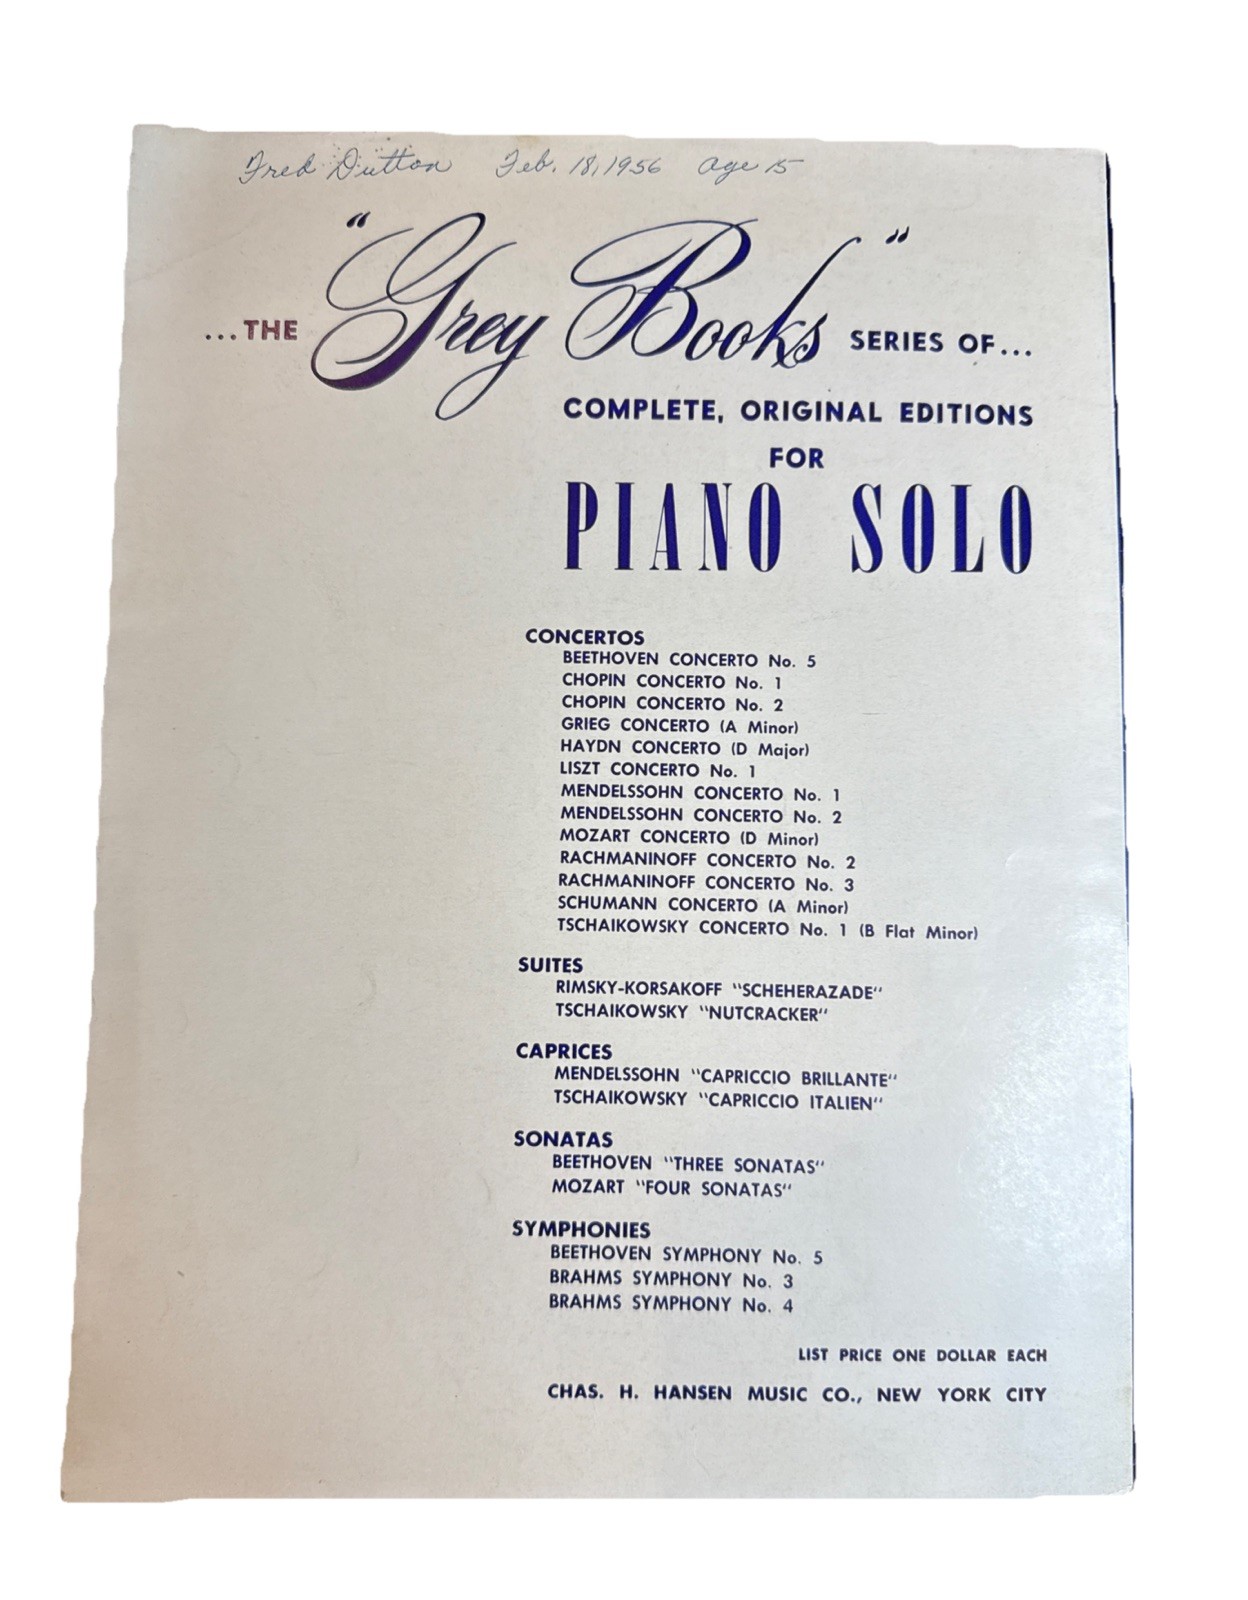 Fred Dutton Feb. 18, 1956 age 15
...THE "Grey Books" SERIES OF...
COMPLETE, ORIGINAL EDITIONS
FOR
PIANO SOLO
CONCERTOS
BEETHOVEN CONCERTO No. 5
CHOPIN CONCERTO No. 1
CHOPIN CONCERTO No. 2
GRIEG CONCERTO (A Minor)
HAYDN CONCERTO (D Major)
LISZT CONCERTO No. 1
MENDELSSOHN CONCERTO No. 1
MENDELSSOHN CONCERTO No. 2
MOZART CONCERTO (D Minor)
RACHMANINOFF CONCERTO No. 2
RACHMANINOFF CONCERTO No. 3
SCHUMANN CONCERTO (A Minor)
TSCHAIKOWSKY CONCERTO No. 1 (B Flat Minor)
SUITES
RIMSKY-KORSAKOFF "SCHEHERAZADE"
TSCHAIKOWSKY "NUTCRACKER"
CAPRICES
MENDELSSOHN "CAPRICCIO BRILLANTE"
TSCHAIKOWSKY "CAPRICCIO ITALIEN"
SONATAS
BEETHOVEN "THREE SONATAS"
MOZART "FOUR SONATAS"
SYMPHONIES
BEETHOVEN SYMPHONY No. 5
BRAHMS SYMPHONY No. 3
BRAHMS SYMPHONY No. 4
LIST PRICE ONE DOLLAR EACH
CHAS. H. HANSEN MUSIC CO., NEW YORK CITY